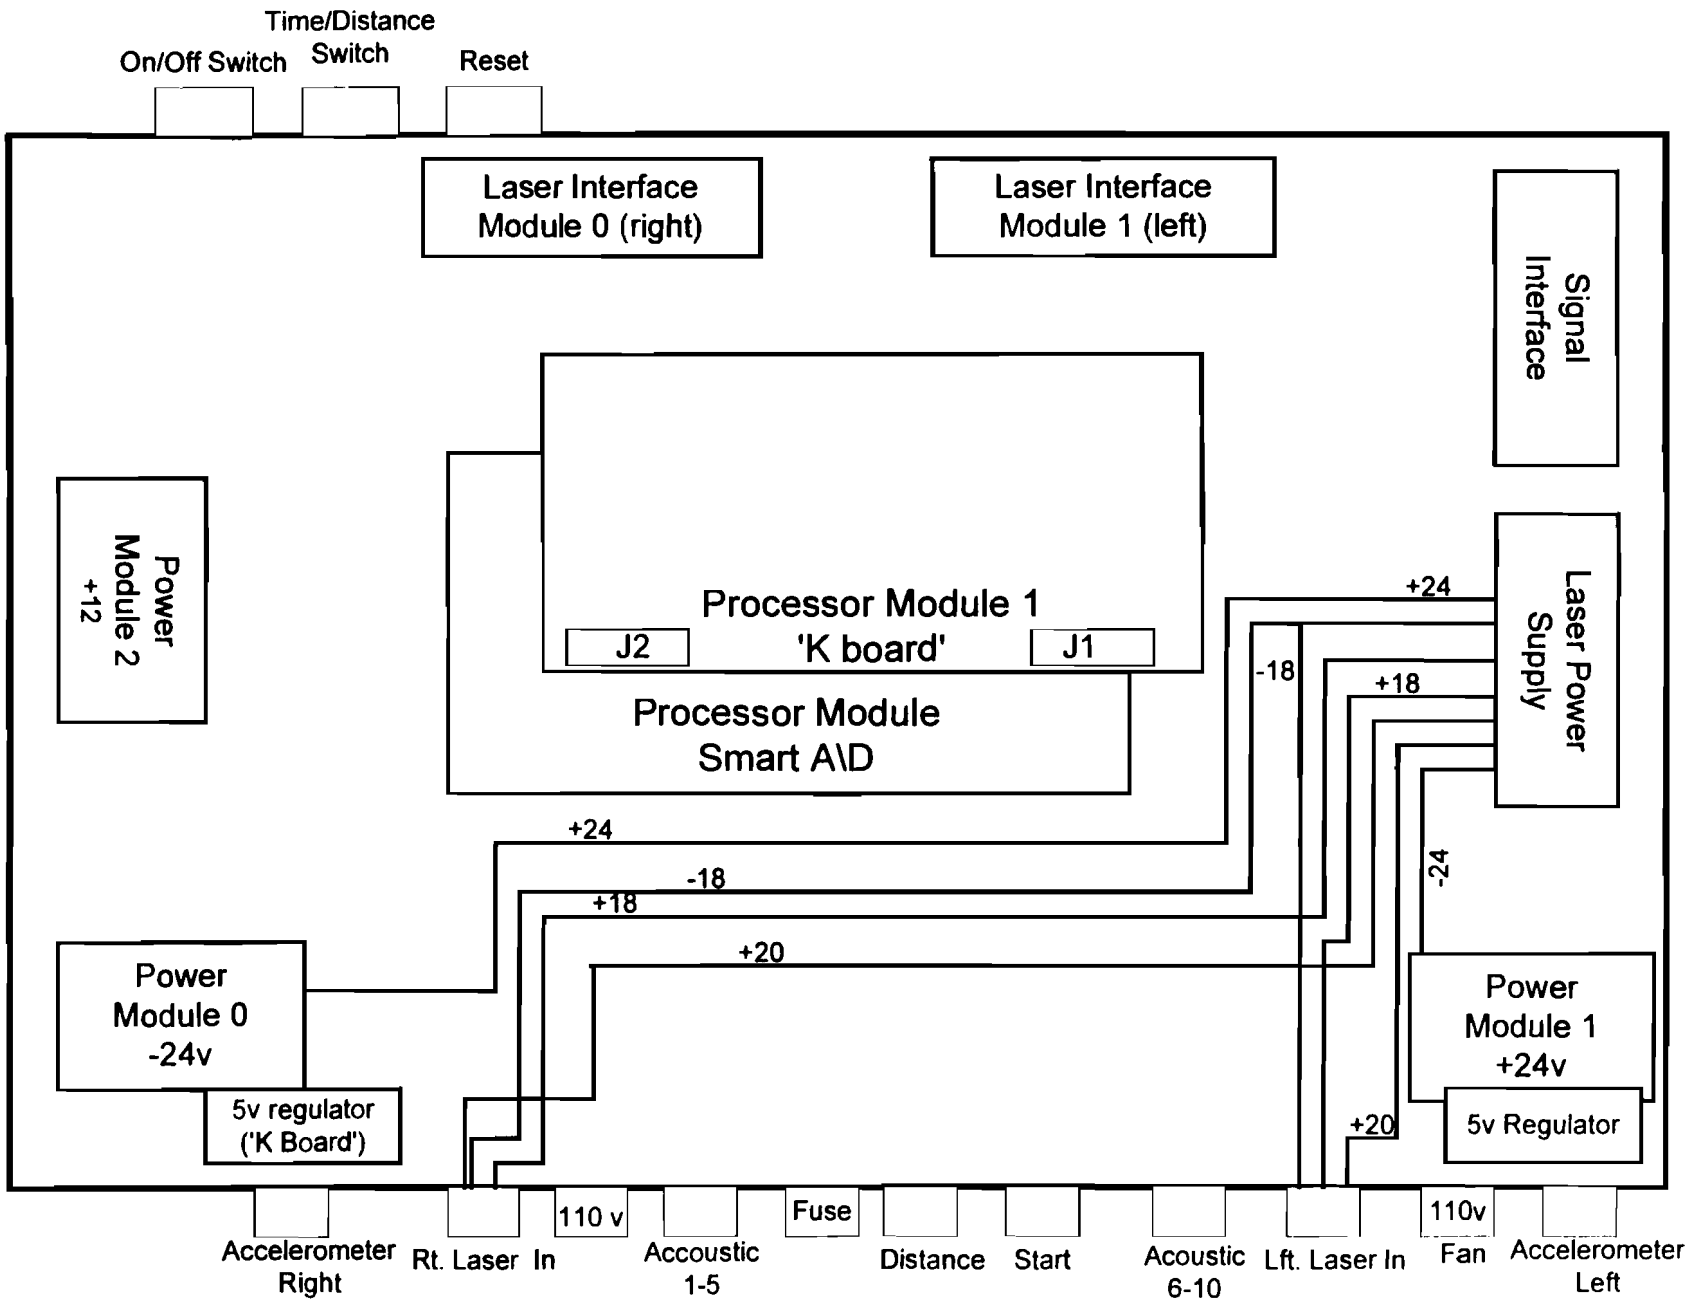 Time/Distance
Switch
On/Off Switch
Reset
Laser Interface
Module 0 (right)
Laser Interface
Module 1 (left)
Signal
Interface
Power
Module 2
+12
Processor Module 1
'K board'
J2
J1
Processor Module
Smart A\D
Laser Power
Supply
+24
-18
+18
-24
+24
-18
+18
+20
Power
Module 0
-24v
5v regulator
('K Board')
Power
Module 1
+24v
5v Regulator
+20
110 v
Fuse
110v
Accelerometer
Right
Rt. Laser In
Accoustic
1-5
Distance
Start
Acoustic
6-10
Lft. Laser In
Fan
Accelerometer
Left